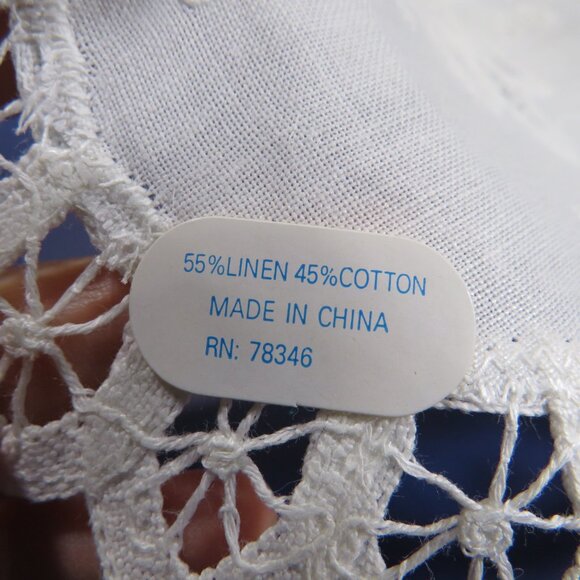 55%LINEN 45%COTTON
MADE IN CHINA
RN: 78346